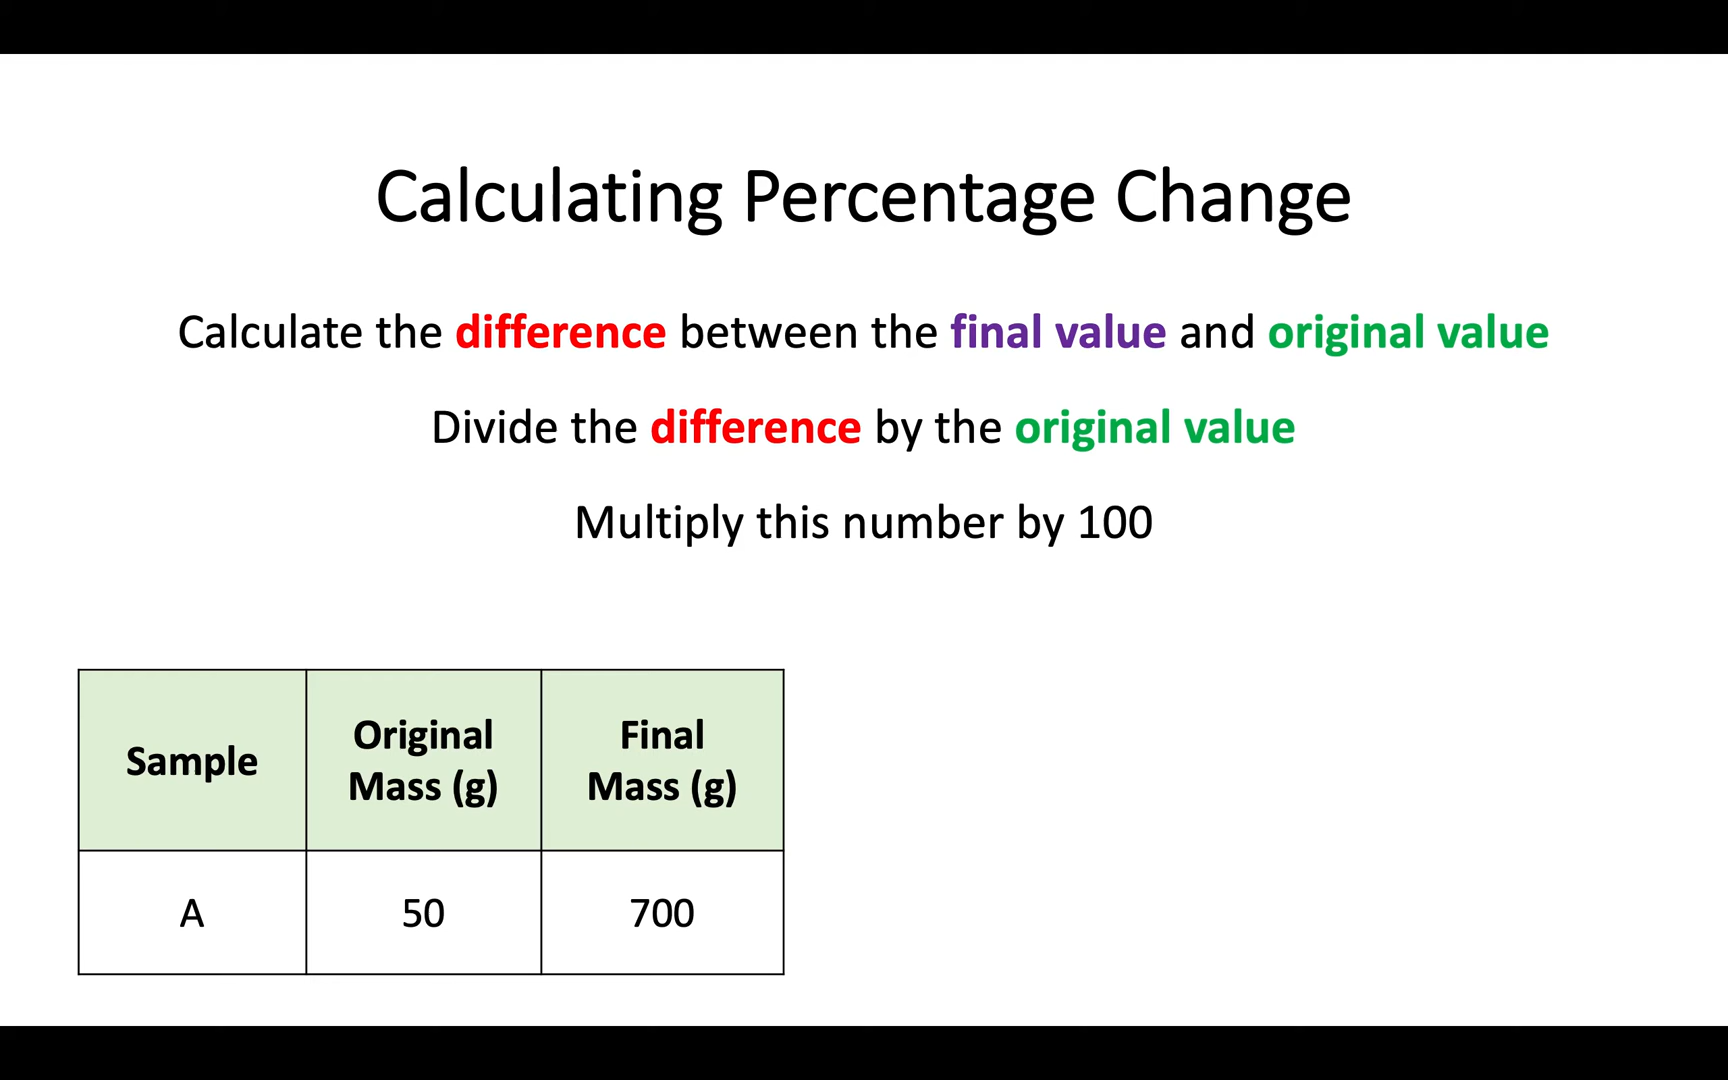 Calculating Percentage Change
Calculate the difference between the final value and original value
Divide the difference by the original value
Multiply this number by 100
Sample Original Mass (g) Final Mass (g)
A 50 700